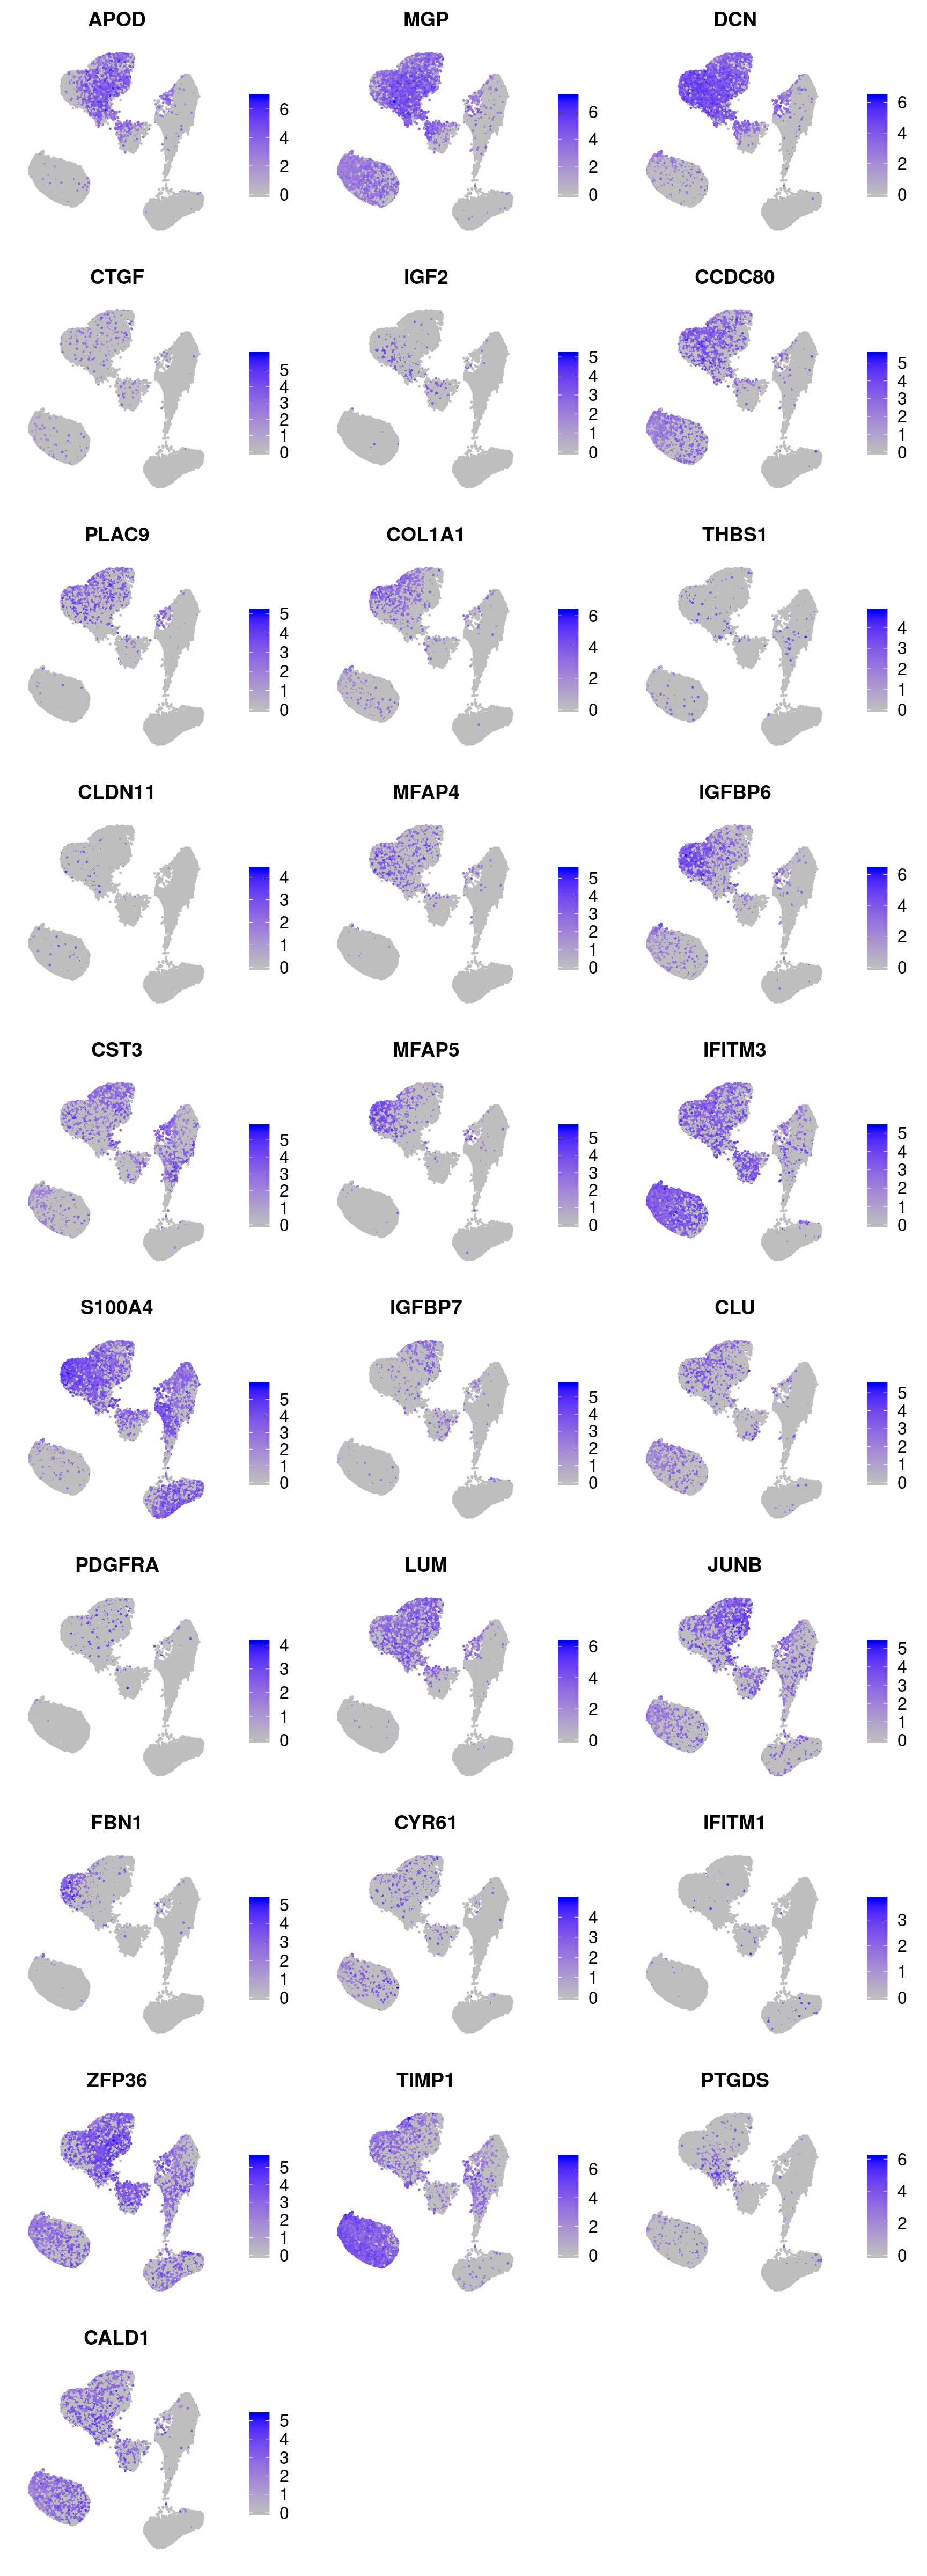 APOD MGP DCN
6 6 6
4 4 4
2 2 2
0 0 0
CTGF IGF2 CCDC80
5 5 5
4 4 4
3 3 3
2 2 2
1 1 1
0 0 0
PLAC9 COL1A1 THBS1
5 6 4
4 4 3
3 2 2
2 0 1
1 0
0
CLDN11 MFAP4 IGFBP6
4 5 6
3 4 4
2 3 2
1 2 0
0 1
0
CST3 MFAP5 IFITM3
5 5 5
4 4 4
3 3 3
2 2 2
1 1 1
0 0 0
S100A4 IGFBP7 CLU
5 5 5
4 4 4
3 3 3
2 2 2
1 1 1
0 0 0
PDGFRA LUM JUNB
4 6 5
3 4 4
2 2 3
1 0 2
0 1
0
FBN1 CYR61 IFITM1
5 4 3
4 3 2
3 2 1
2 1 0
1 0
0
ZFP36 TIMP1 PTGDS
5 6 6
4 4 4
3 2 2
2 0 0
1
0
CALD1
5
4
3
2
1
0